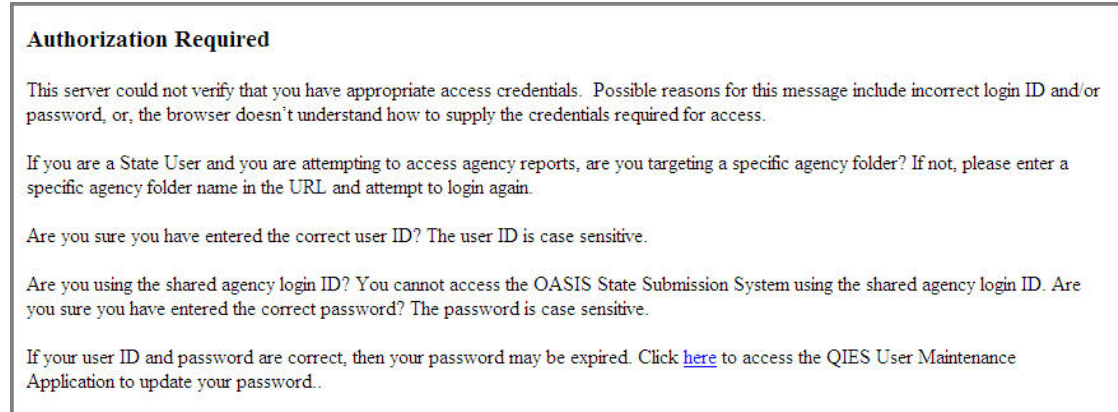 Authorization Required
This server could not verify that you have appropriate access credentials.  Possible reasons for this message include incorrect login ID and/or
password, or, the browser doesn’t understand how to supply the credentials required for access.
If you are a State User and you are attempting to access agency reports, are you targeting a specific agency folder? If not, please enter a
specific agency folder name in the URL and attempt to login again.
Are you sure you have entered the correct user ID? The user ID is case sensitive.
Are you using the shared agency login ID? You cannot access the OASIS State Submission System using the shared agency login ID. Are
you sure you have entered the correct password? The password is case sensitive.
If your user ID and password are correct, then your password may be expired. Click here to access the QIES User Maintenance
Application to update your password..